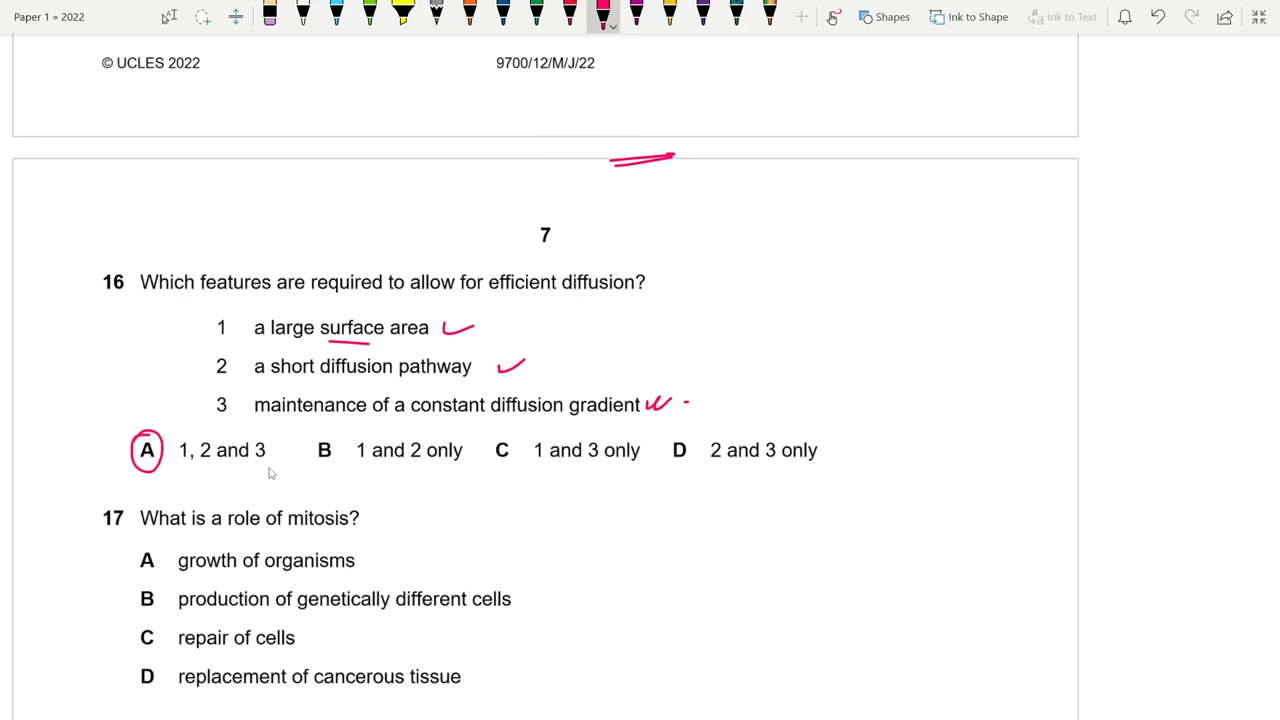 Paper 1 » 2022
Shapes
Ink to Shape
Ink to Text
© UCLES 2022 9700/12/M/J/22
7
16 Which features are required to allow for efficient diffusion?
1 a large surface area
2 a short diffusion pathway
3 maintenance of a constant diffusion gradient
A 1, 2 and 3 B 1 and 2 only C 1 and 3 only D 2 and 3 only
17 What is a role of mitosis?
A growth of organisms
B production of genetically different cells
C repair of cells
D replacement of cancerous tissue